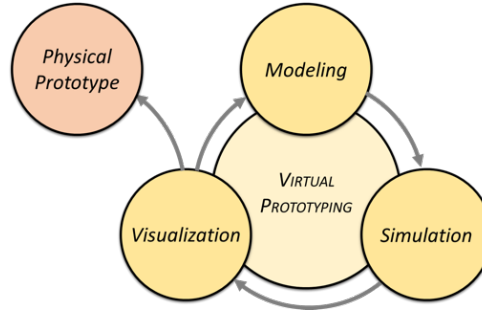 Physical
Prototype
Modeling
VIRTUAL
PROTOTYPING
Visualization
Simulation